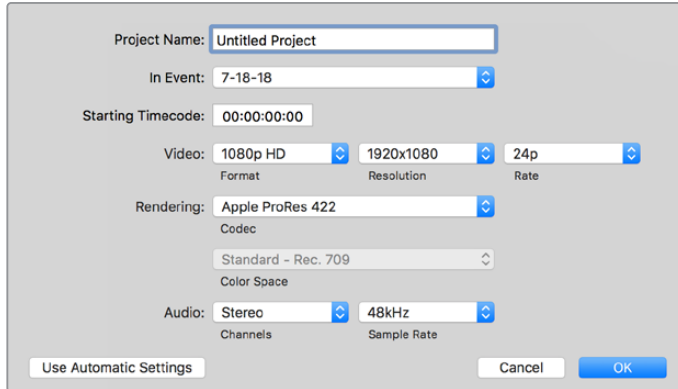 Project Name: Untitled Project
In Event: 7-18-18
Starting Timecode: 00:00:00:00
Video: 1080p HD 1920x1080 24p
Format Resolution Rate
Rendering: Apple ProRes 422
Codec
Standard - Rec. 709
Color Space
Audio: Stereo 48kHz
Channels Sample Rate
Use Automatic Settings Cancel OK